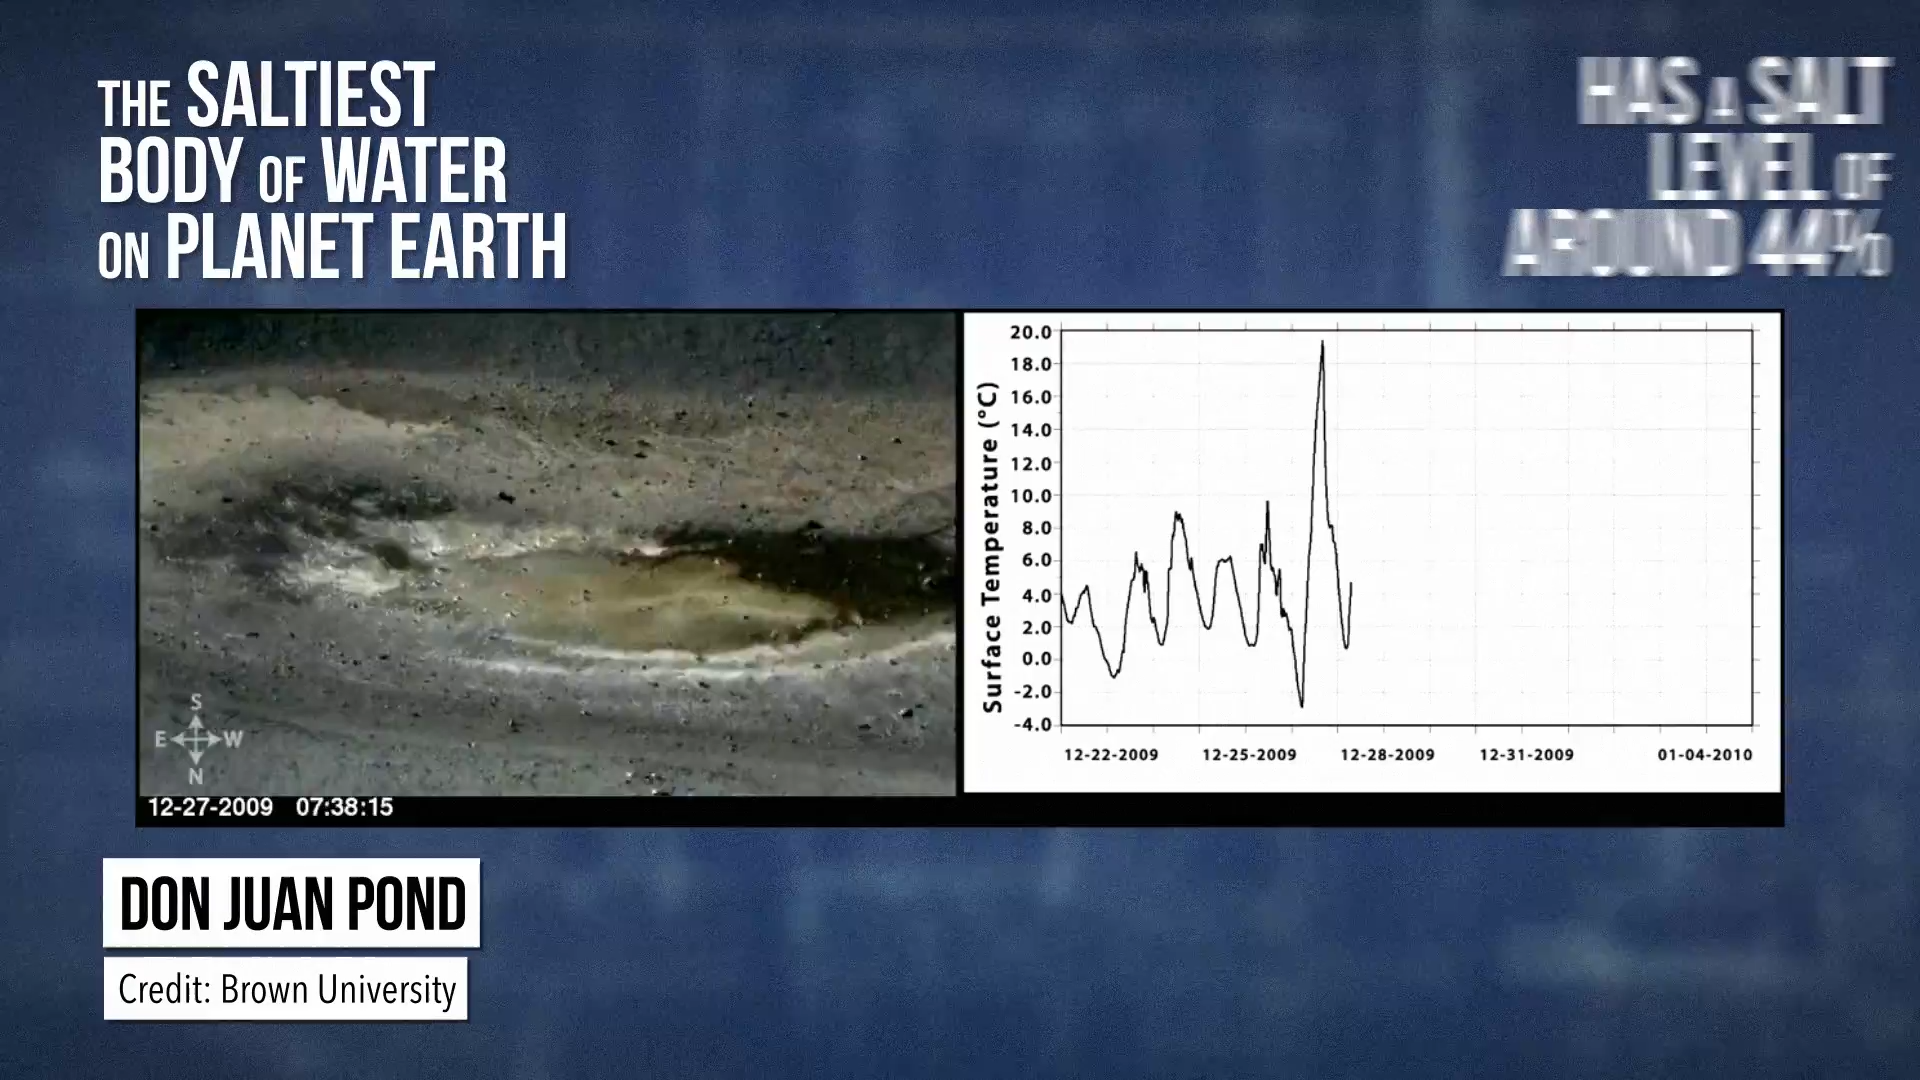 THE SALTIEST
BODY OF WATER
ON PLANET EARTH
HAS A SALT
LEVEL OF
AROUND 44%
S
E W
N
12-27-2009 07:38:15
Surface Temperature (°C)
20.0
18.0
16.0
14.0
12.0
10.0
8.0
6.0
4.0
2.0
0.0
-2.0
-4.0
12-22-2009 12-25-2009 12-28-2009 12-31-2009 01-04-2010
DON JUAN POND
Credit: Brown University